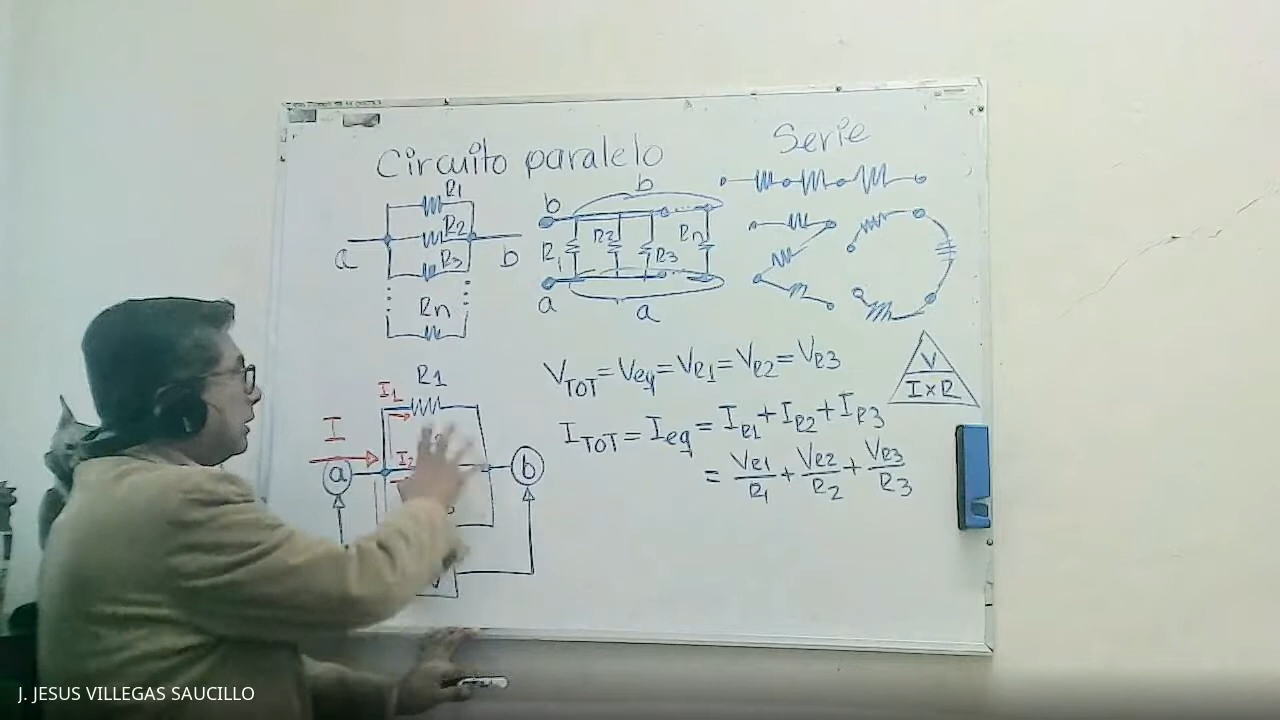 Circuito paralelo
Serie
R1
R2
R3
Rn
a
b
b
b
R1
R2
R3
Rn
a
a
VTOT = Veq = VR1 = VR2 = VR3
V
I x R
ITOT = Ieq = IR1 + IR2 + IR3
= VR1/R1 + VR2/R2 + VR3/R3
R1
I1
I
I2
a
b
J. JESUS VILLEGAS SAUCILLO